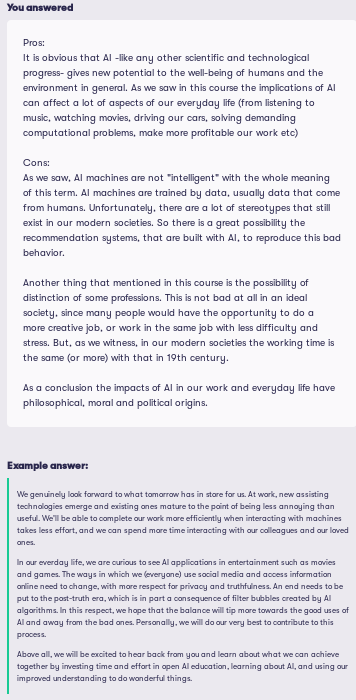 You answered
Pros:
It is obvious that AI -like any other scientific and technological
progress- gives new potential to the well-being of humans and the
environment in general. As we saw in this course the implications of AI
can affect a lot of aspects of our everyday life (from listening to
music, watching movies, driving our cars, solving demanding
computational problems, make more profitable our work etc)
Cons:
As we saw, AI machines are not "intelligent" with the whole meaning
of this term. AI machines are trained by data, usually data that come
from humans. Unfortunately, there are a lot of stereotypes that still
exist in our modern societies. So there is a great possibility the
recommendation systems, that are built with AI, to reproduce this bad
behavior.
Another thing that mentioned in this course is the possibility of
distinction of some professions. This is not bad at all in an ideal
society, since many people would have the opportunity to do a
more creative job, or work in the same job with less difficulty and
stress. But, as we witness, in our modern societies the working time is
the same (or more) with that in 19th century.
As a conclusion the impacts of AI in our work and everyday life have
philosophical, moral and political origins.
Example answer:
We genuinely look forward to what tomorrow has in store for us. At work, new assisting
technologies emerge and existing ones mature to the point of being less annoying than
useful. We'll be able to complete our work more efficiently when interacting with machines
takes less effort, and we can spend more time interacting with our colleagues and our loved
ones.
In our everday life, we are curious to see AI applications in entertainment such as movies
and games. The ways in which we (everyone) use social media and access information
online need to change, with more respect for privacy and truthfulness. An end needs to be
put to the post-truth era, which is in part a consequence of filter bubbles created by AI
algorithms. In this respect, we hope that the balance will tip more towards the good uses of
AI and away from the bad ones. Personally, we will do our very best to contribute to this
process.
Above all, we will be excited to hear back from you and learn about what we can achieve
together by investing time and effort in open AI education, learning about AI, and using our
improved understanding to do wonderful things.